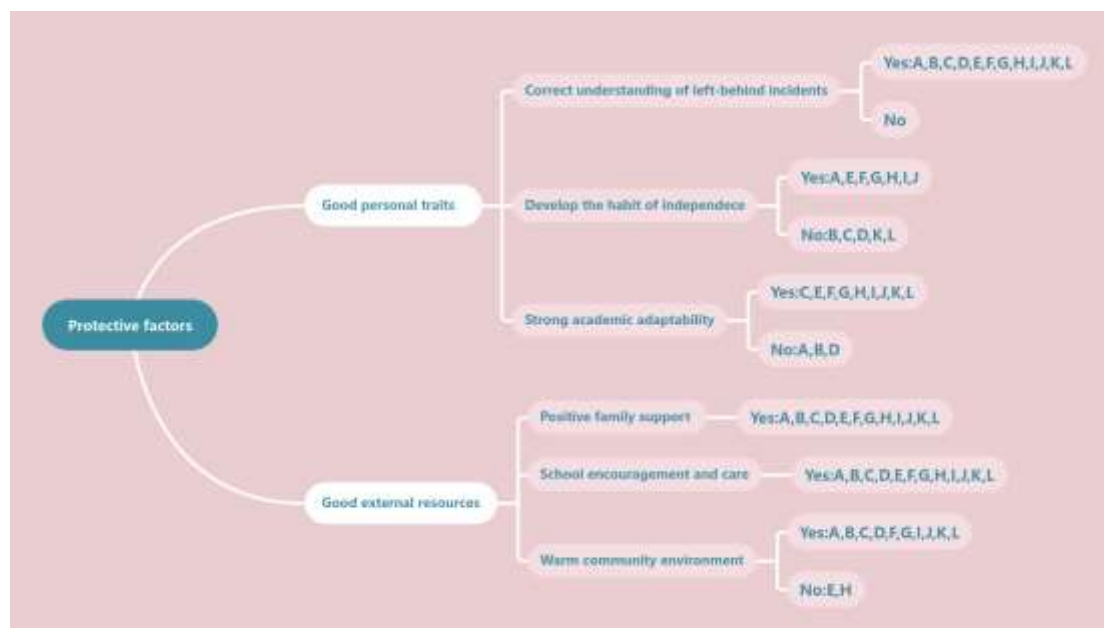 Protective factors
Good personal traits
Correct understanding of left-behind incidents
Yes:A,B,C,D,E,F,G,H,I,J,K,L
No
Develop the habit of independece
Yes:A,E,F,G,H,I,J
No:B,C,D,K,L
Strong academic adaptability
Yes:C,E,F,G,H,I,J,K,L
No:A,B,D
Good external resources
Positive family support
Yes:A,B,C,D,E,F,G,H,I,J,K,L
School encouragement and care
Yes:A,B,C,D,E,F,G,H,I,J,K,L
Warm community environment
Yes:A,B,C,D,F,G,I,J,K,L
No:E,H